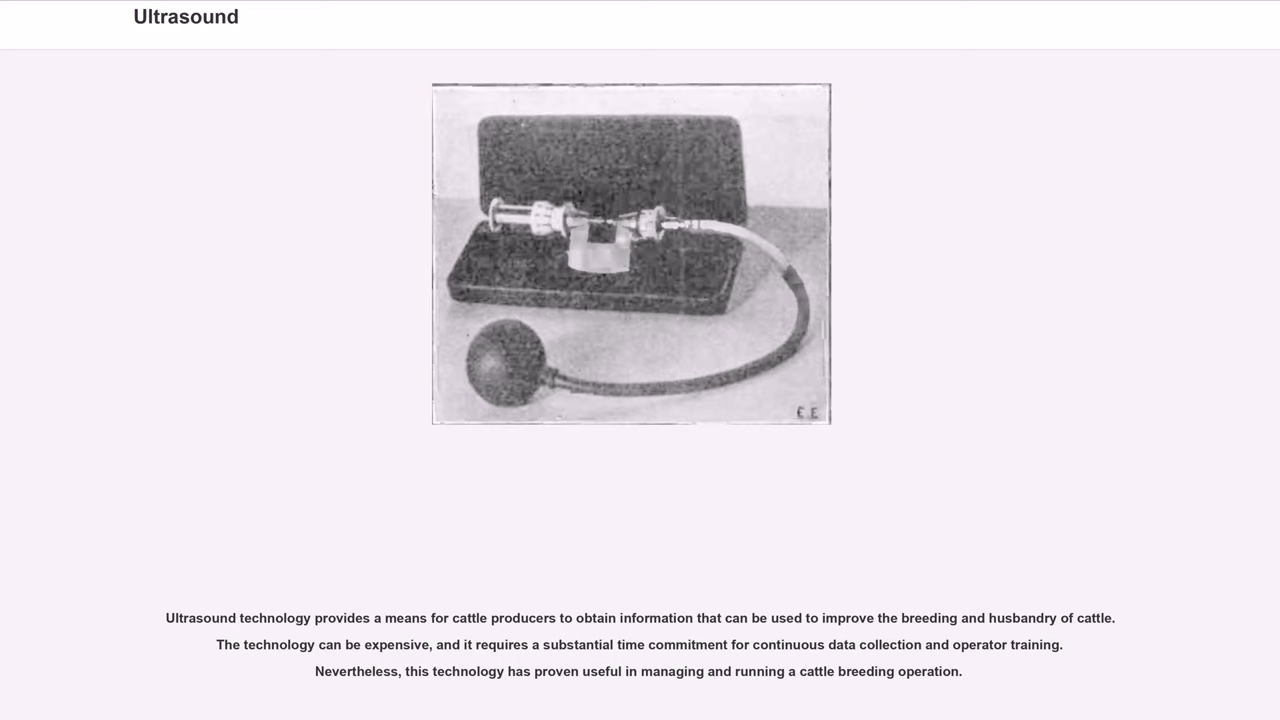 Ultrasound
E.E
Ultrasound technology provides a means for cattle producers to obtain information that can be used to improve the breeding and husbandry of cattle.
The technology can be expensive, and it requires a substantial time commitment for continuous data collection and operator training.
Nevertheless, this technology has proven useful in managing and running a cattle breeding operation.